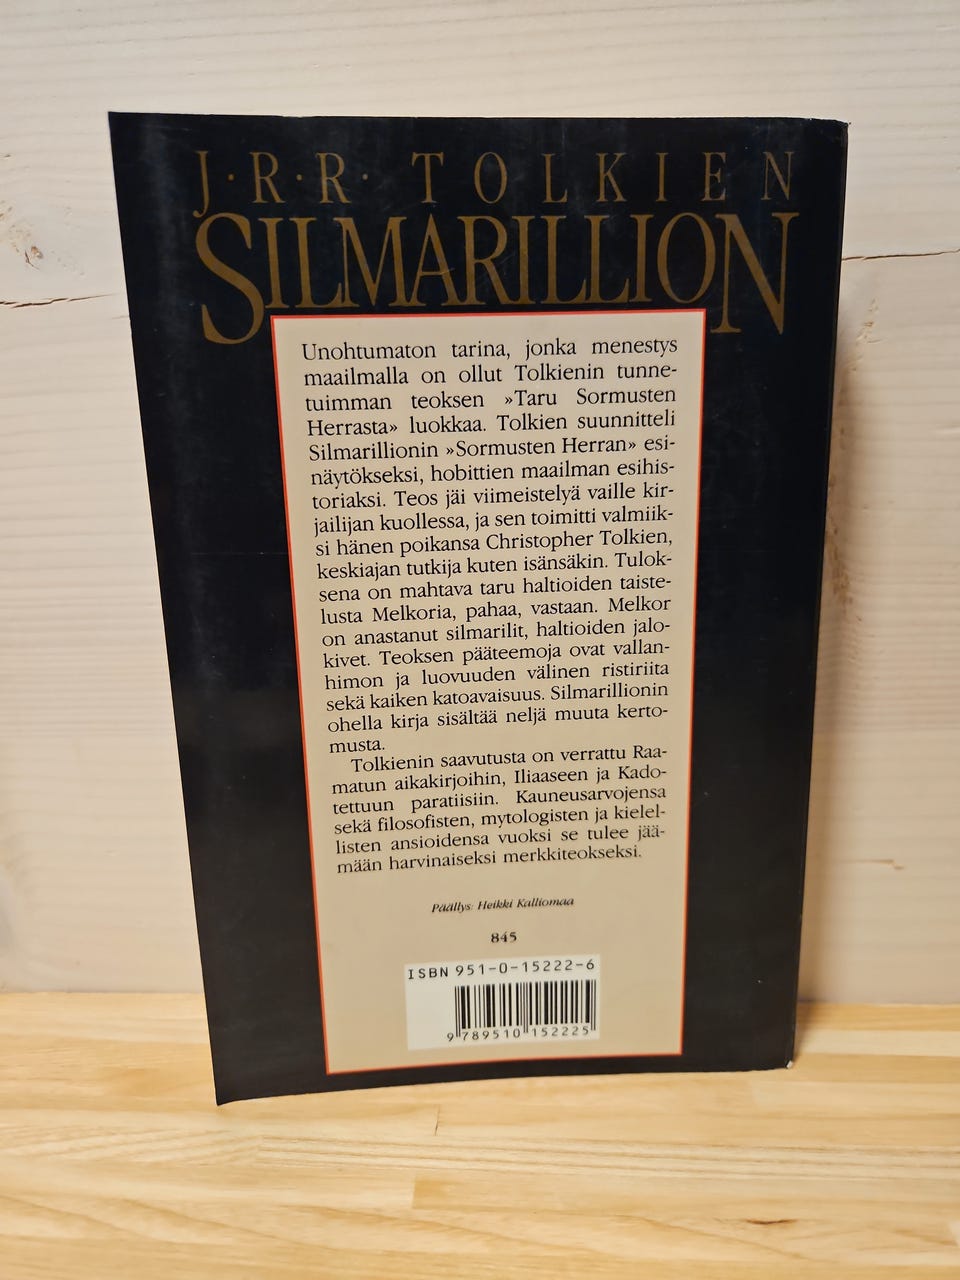 J·R·R· TOLKIEN
SILMARILLION
Unohtumaton tarina, jonka menestys
maailmalla on ollut Tolkienin tunne-
tuimman teoksen »Taru Sormusten
Herrasta» luokkaa. Tolkien suunnitteli
Silmarillionin »Sormusten Herran» esi-
näytökseksi, hobittien maailman esihis-
toriaksi. Teos jäi viimeistelyä vaille kir-
jailijan kuollessa, ja sen toimitti valmiik-
si hänen poikansa Christopher Tolkien,
keskiajan tutkija kuten isänsäkin. Tulok-
sena on mahtava taru haltioiden taiste-
lusta Melkoria, pahaa, vastaan. Melkor
on anastanut silmarilit, haltioiden jalo-
kivet. Teoksen pääteemoja ovat vallan-
himon ja luovuuden välinen ristiriita
sekä kaiken katoavaisuus. Silmarillionin
ohella kirja sisältää neljä muuta kerto-
musta.
Tolkienin saavutusta on verrattu Raa-
matun aikakirjoihin, Iliaaseen ja Kado-
tettuun paratiisiin. Kauneusarvojensa
sekä filosofisten, mytologisten ja kielel-
listen ansioidensa vuoksi se tulee jää-
mään harvinaiseksi merkkiteokseksi.
Päällys: Heikki Kalliomaa
845
ISBN 951-0-15222-6
9 789510 152225